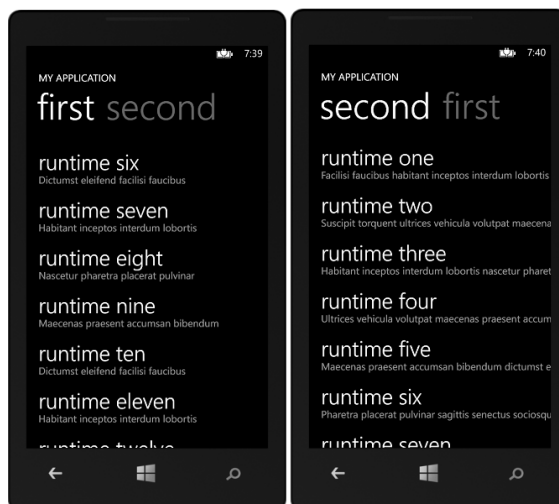 7:39
MY APPLICATION
first second
runtime six
Dictumst eleifend facilisi faucibus
runtime seven
Habitant inceptos interdum lobortis
runtime eight
Nascetur pharetra placerat pulvinar
runtime nine
Maecenas praesent accumsan bibendum
runtime ten
Dictumst eleifend facilisi faucibus
runtime eleven
Habitant inceptos interdum lobortis
runtime twelve
7:40
MY APPLICATION
second first
runtime one
Facilisi faucibus habitant inceptos interdum lobortis
runtime two
Suscipit torquent ultrices vehicula volutpat maecena
runtime three
Habitant inceptos interdum lobortis nascetur pharet
runtime four
Ultrices vehicula volutpat maecenas praesent accum
runtime five
Maecenas praesent accumsan bibendum dictumst e
runtime six
Pharetra placerat pulvinar sagittis senectus sociosqu
runtime seven